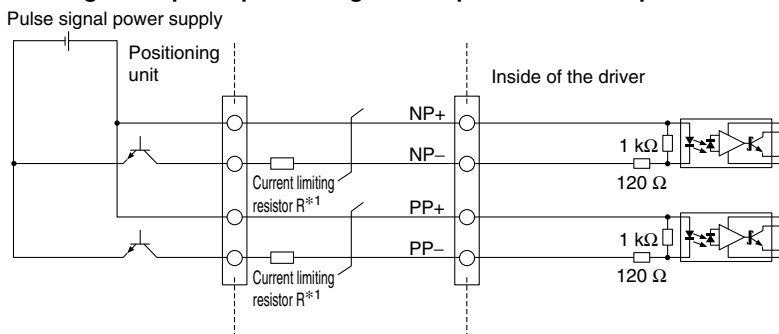 Pulse signal power supply
Positioning
unit
Inside of the driver
NP+
NP−
1 kΩ
120 Ω
Current limiting
resistor R*1
PP+
PP−
1 kΩ
120 Ω
Current limiting
resistor R*1